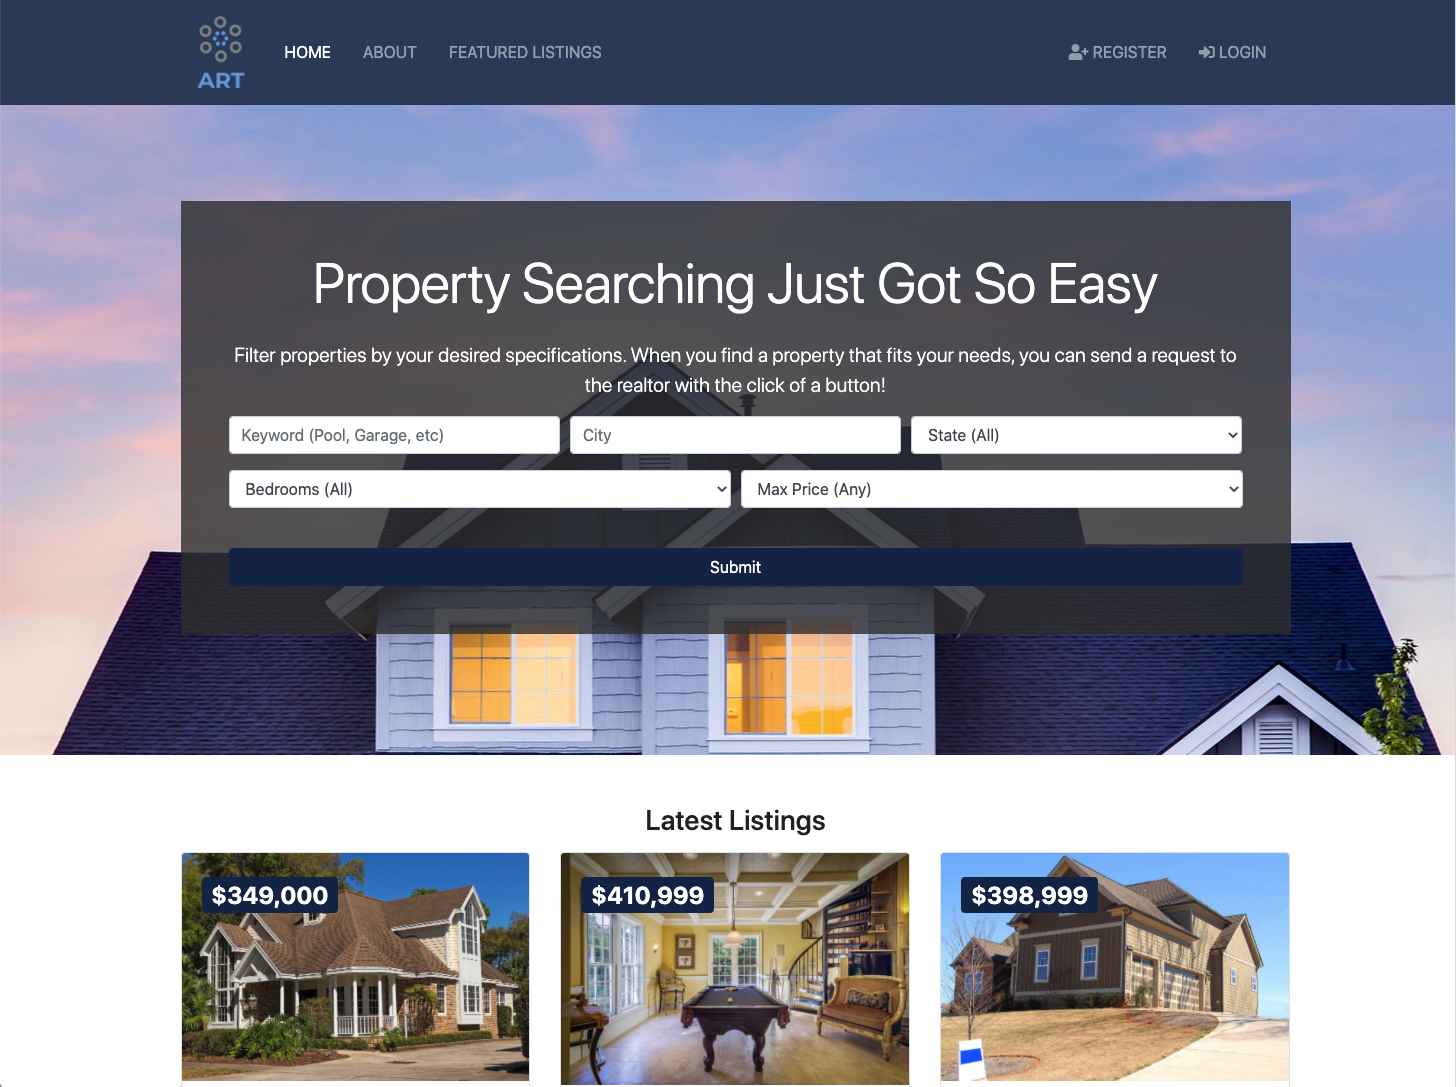 ART
HOME ABOUT FEATURED LISTINGS REGISTER LOGIN
Property Searching Just Got So Easy
Filter properties by your desired specifications. When you find a property that fits your needs, you can send a request to
the realtor with the click of a button!
Keyword (Pool, Garage, etc) City State (All)
Bedrooms (All) Max Price (Any)
Submit
Latest Listings
$349,000 $410,999 $398,999